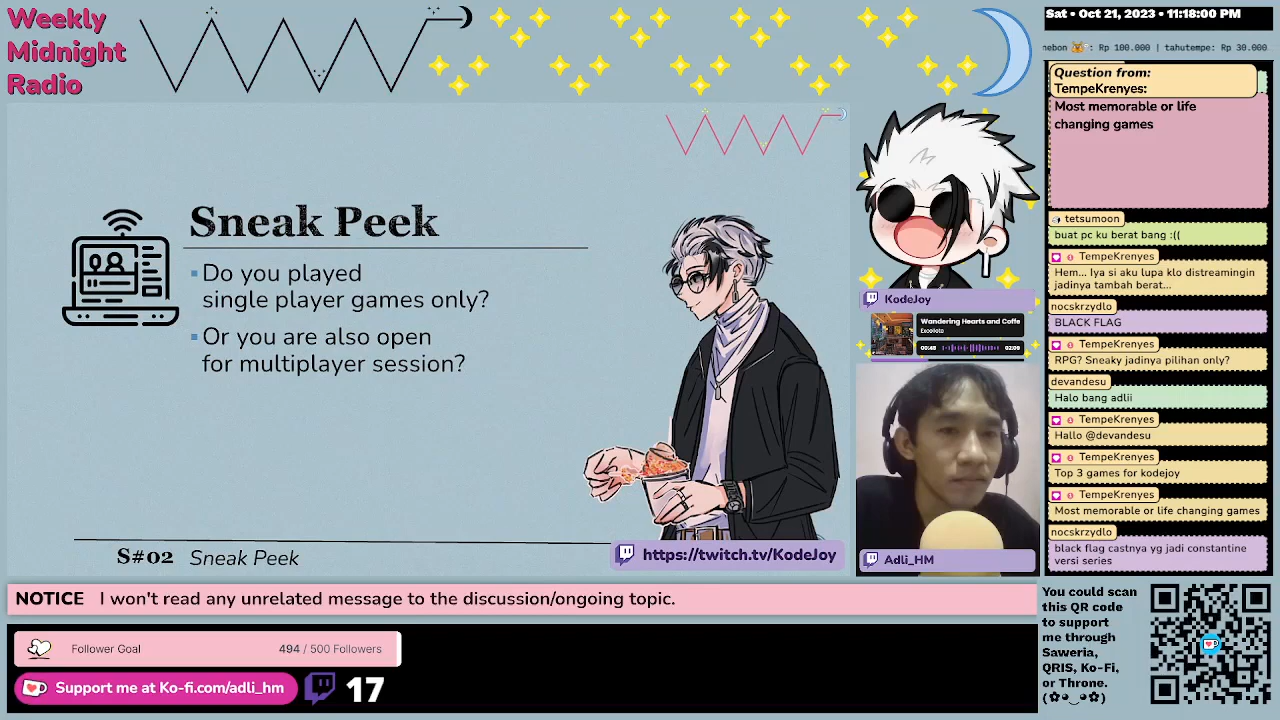 Weekly
Midnight
Radio
Sat • Oct 21, 2023 • 11:18:00 PM
: Rp 100.000 | tahutempe: Rp 30.000
Question from:
TempeKrenyes:
Most memorable or life
changing games
Sneak Peek
Do you played
single player games only?
Or you are also open
for multiplayer session?
S#02 Sneak Peek
https://twitch.tv/KodeJoy
KodeJoy
Wandering Hearts and Coffe
00:48
02:09
Adli_HM
tetsumoon
buat pc ku berat bang :((
TempeKrenyes
Hem... Iya si aku lupa klo distreamingin
jadinya tambah berat...
nocskrzydlo
BLACK FLAG
TempeKrenyes
RPG? Sneaky jadinya pilihan only?
devandesu
Halo bang adlii
TempeKrenyes
Hallo @devandesu
TempeKrenyes
Top 3 games for kodejoy
TempeKrenyes
Most memorable or life changing games
nocskrzydlo
black flag castnya yg jadi constantine
versi series
NOTICE I won't read any unrelated message to the discussion/ongoing topic.
Follower Goal 494 / 500 Followers
Support me at Ko-fi.com/adli_hm
17
You could scan
this QR code
to support
me through
Saweria,
QRIS, Ko-Fi,
or Throne.
(✿◕‿◕✿)